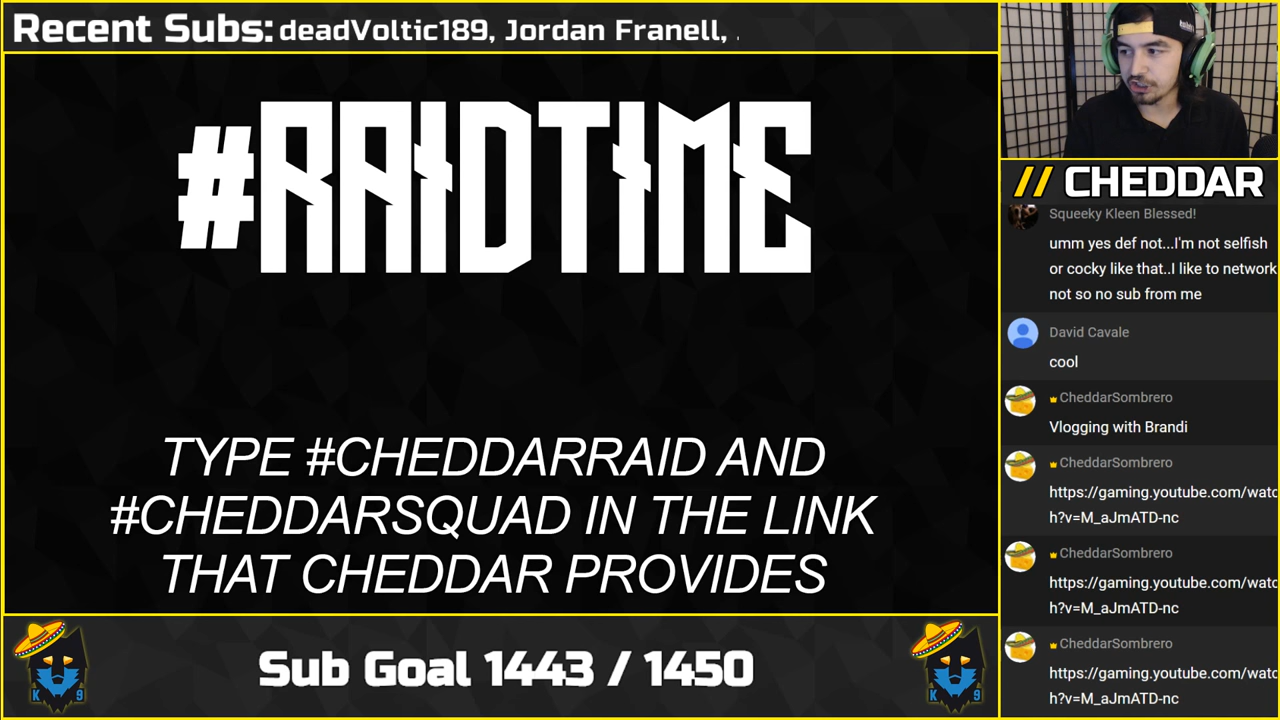 Recent Subs: deadVoltic189, Jordan Franell,
#RAIDTIME
TYPE #CHEDDARRAID AND
#CHEDDARSQUAD IN THE LINK
THAT CHEDDAR PROVIDES
K 9
Sub Goal 1443 / 1450
K 9
// CHEDDAR
Squeeky Kleen Blessed!
umm yes def not...I'm not selfish
or cocky like that..I like to network
not so no sub from me
David Cavale
cool
CheddarSombrero
Vlogging with Brandi
CheddarSombrero
https://gaming.youtube.com/watc
h?v=M_aJmATD-nc
CheddarSombrero
https://gaming.youtube.com/watc
h?v=M_aJmATD-nc
CheddarSombrero
https://gaming.youtube.com/watc
h?v=M_aJmATD-nc